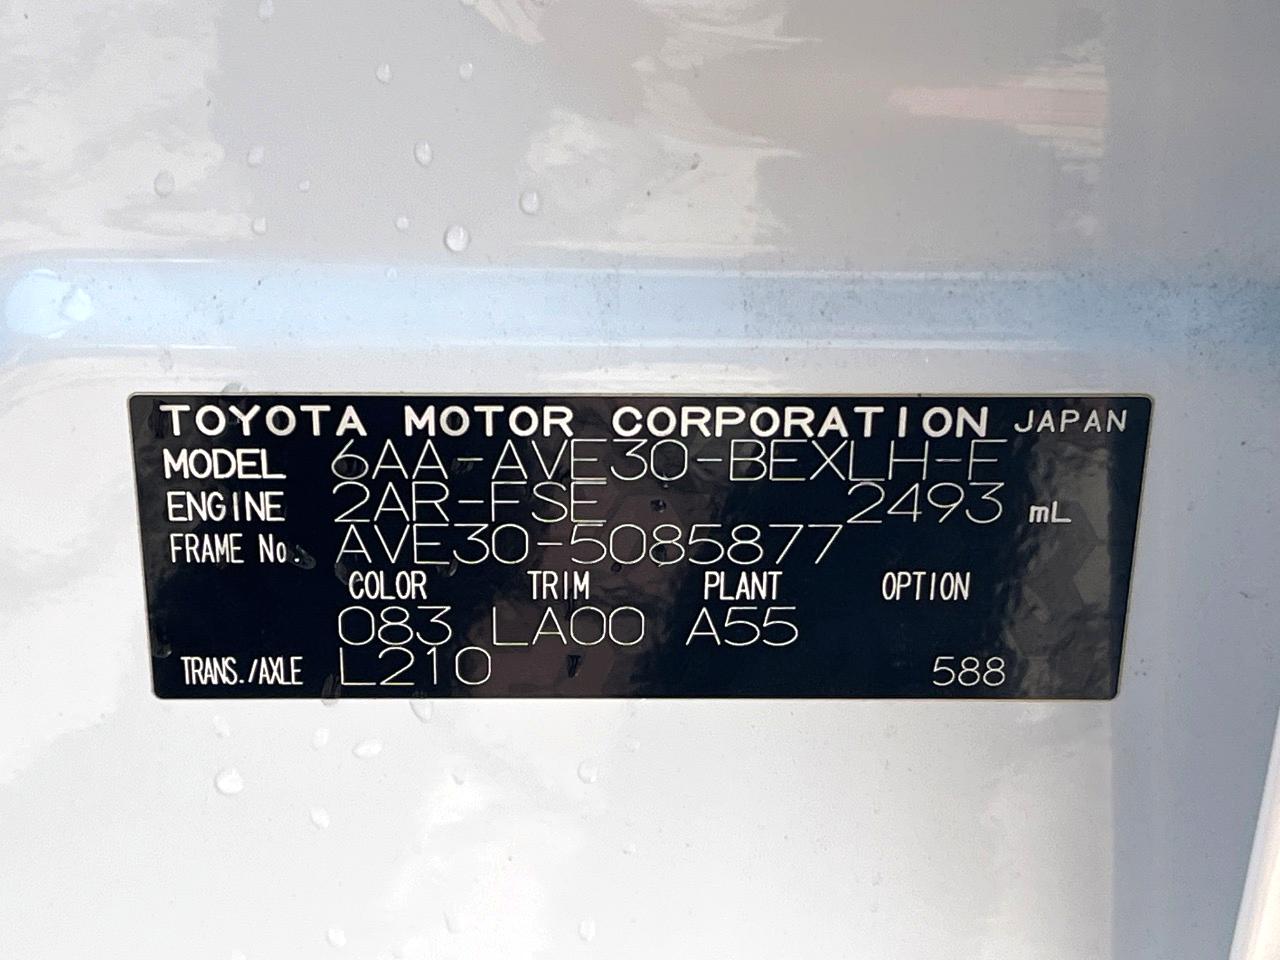 TOYOTA MOTOR CORPORATION JAPAN
MODEL 6AA-AVE30-BEXLH-F
ENGINE 2AR-FSE 2493 mL
FRAME No. AVE30-5085877
COLOR TRIM PLANT OPTION
083 LA00 A55
TRANS./AXLE L210 588